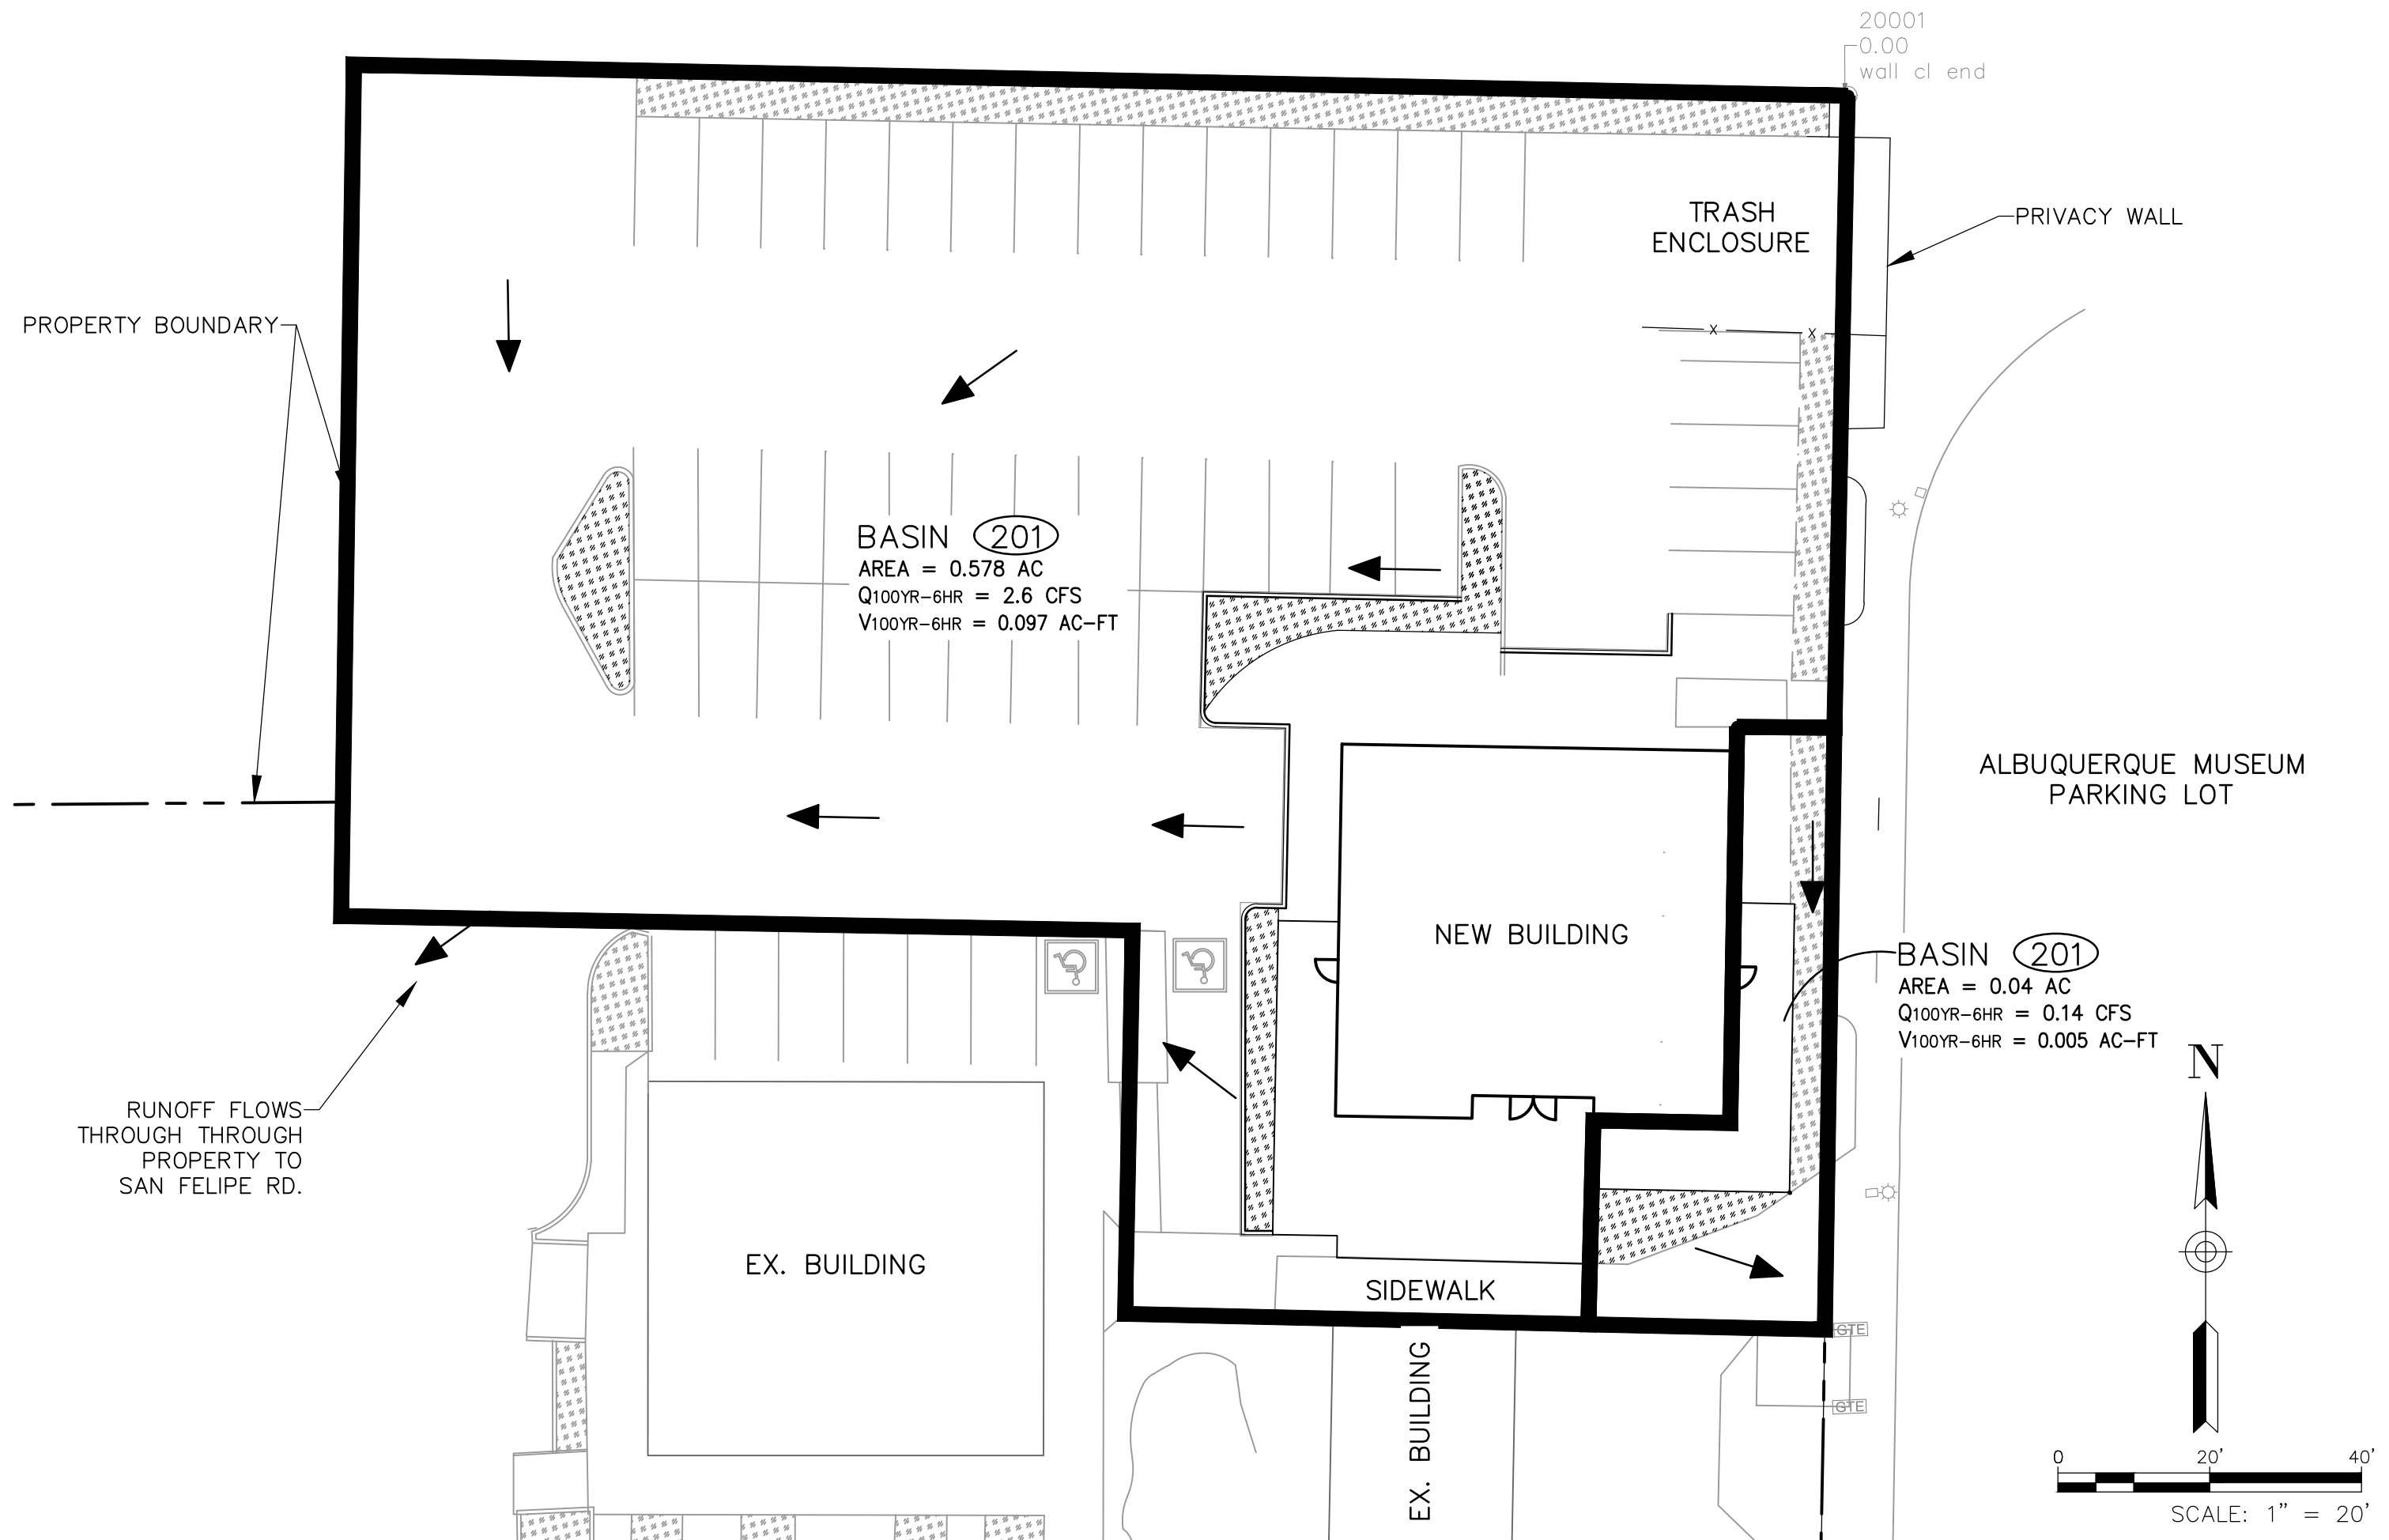 20001
0.00
wall cl end
TRASH
ENCLOSURE
PRIVACY WALL
PROPERTY BOUNDARY
X
X
BASIN 201
AREA = 0.578 AC
Q100YR-6HR = 2.6 CFS
V100YR-6HR = 0.097 AC-FT
ALBUQUERQUE MUSEUM
PARKING LOT
NEW BUILDING
BASIN 201
AREA = 0.04 AC
Q100YR-6HR = 0.14 CFS
V100YR-6HR = 0.005 AC-FT
N
RUNOFF FLOWS
THROUGH THROUGH
PROPERTY TO
SAN FELIPE RD.
EX. BUILDING
SIDEWALK
GTE
EX. BUILDING
GTE
0 20' 40'
SCALE: 1" = 20'